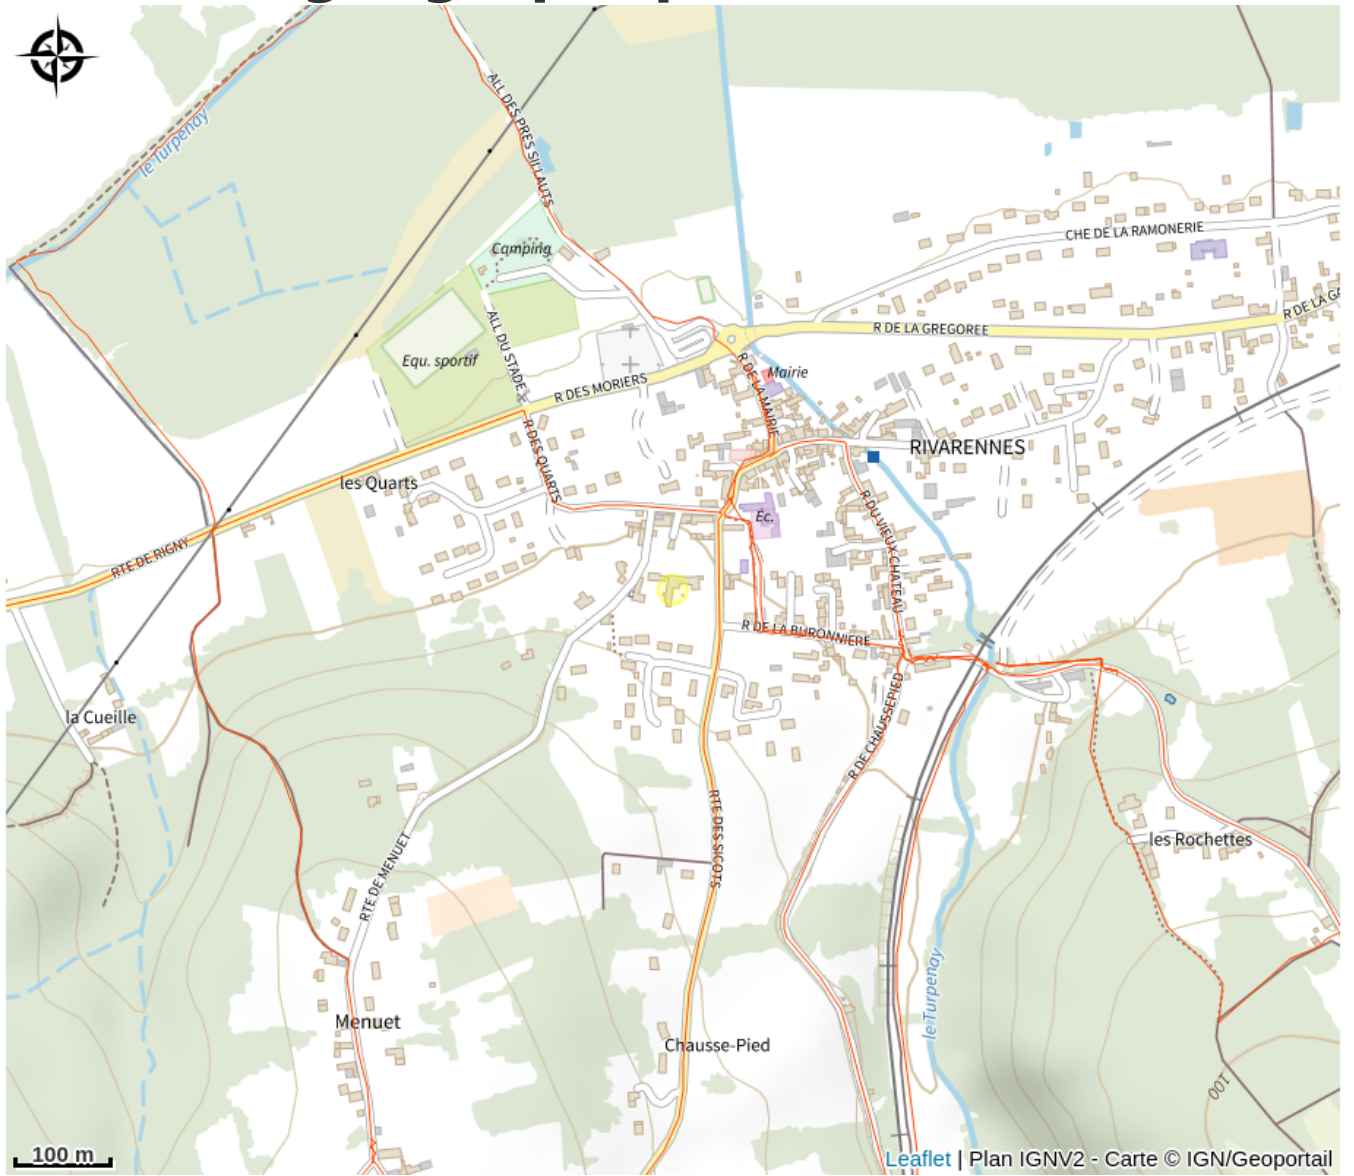 le Turpenay
ALL DES PRES SILLAUTS
Camping
CHE DE LA RAMONERIE
R DE LA GREGOREE
R DE LA GR
ALL DU STADE
Equ. sportif
R DES MORIERS
R DE LA MAIRIE
Mairie
RIVARENNES
R DES QUARTS
les Quarts
Éc.
R DU VIEUX CHATEAU
RTE DE RIGNY
R DE LA BURONNIERE
la Cueille
R DE CHAUSSEPIED
RTE DES SICOTS
RTE DE MENUET
les Rochettes
le Turpenay
Menuet
Chausse-Pied
100
100 m
Leaflet | Plan IGNV2 - Carte © IGN/Geoportail